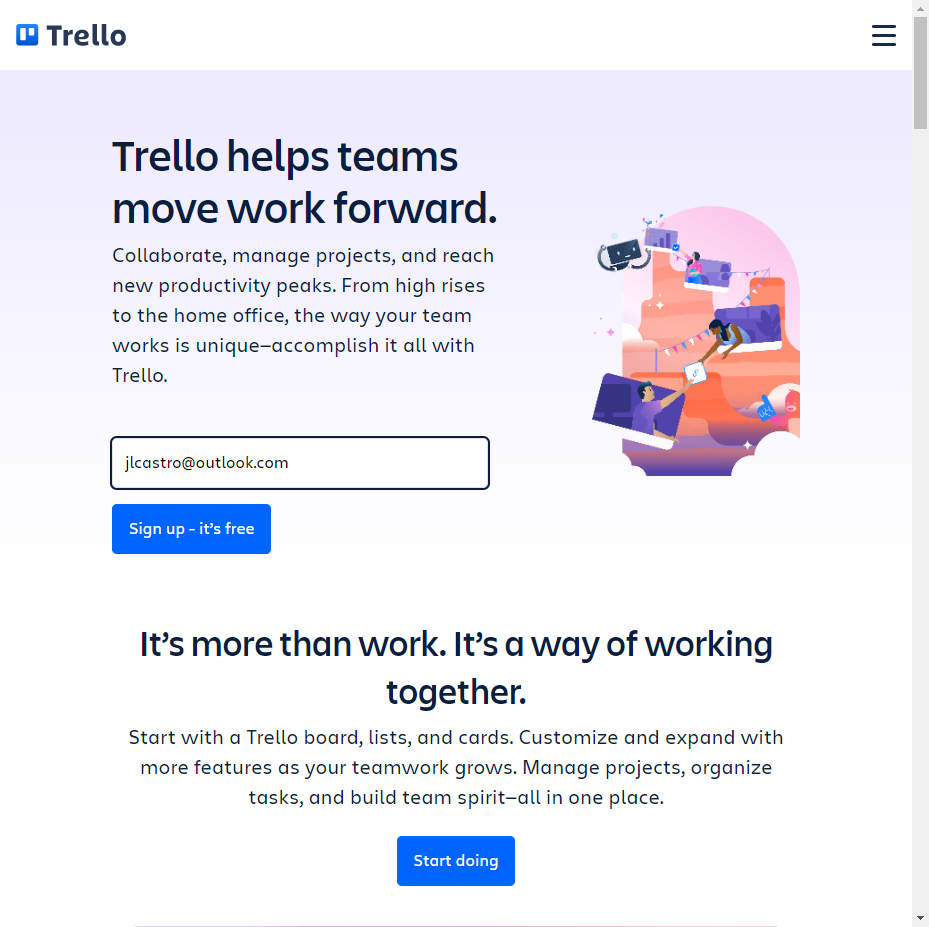 Trello
Trello helps teams
move work forward.
Collaborate, manage projects, and reach
new productivity peaks. From high rises
to the home office, the way your team
works is unique—accomplish it all with
Trello.
jlcastro@outlook.com
Sign up – it’s free
It’s more than work. It’s a way of working
together.
Start with a Trello board, lists, and cards. Customize and expand with
more features as your teamwork grows. Manage projects, organize
tasks, and build team spirit—all in one place.
Start doing